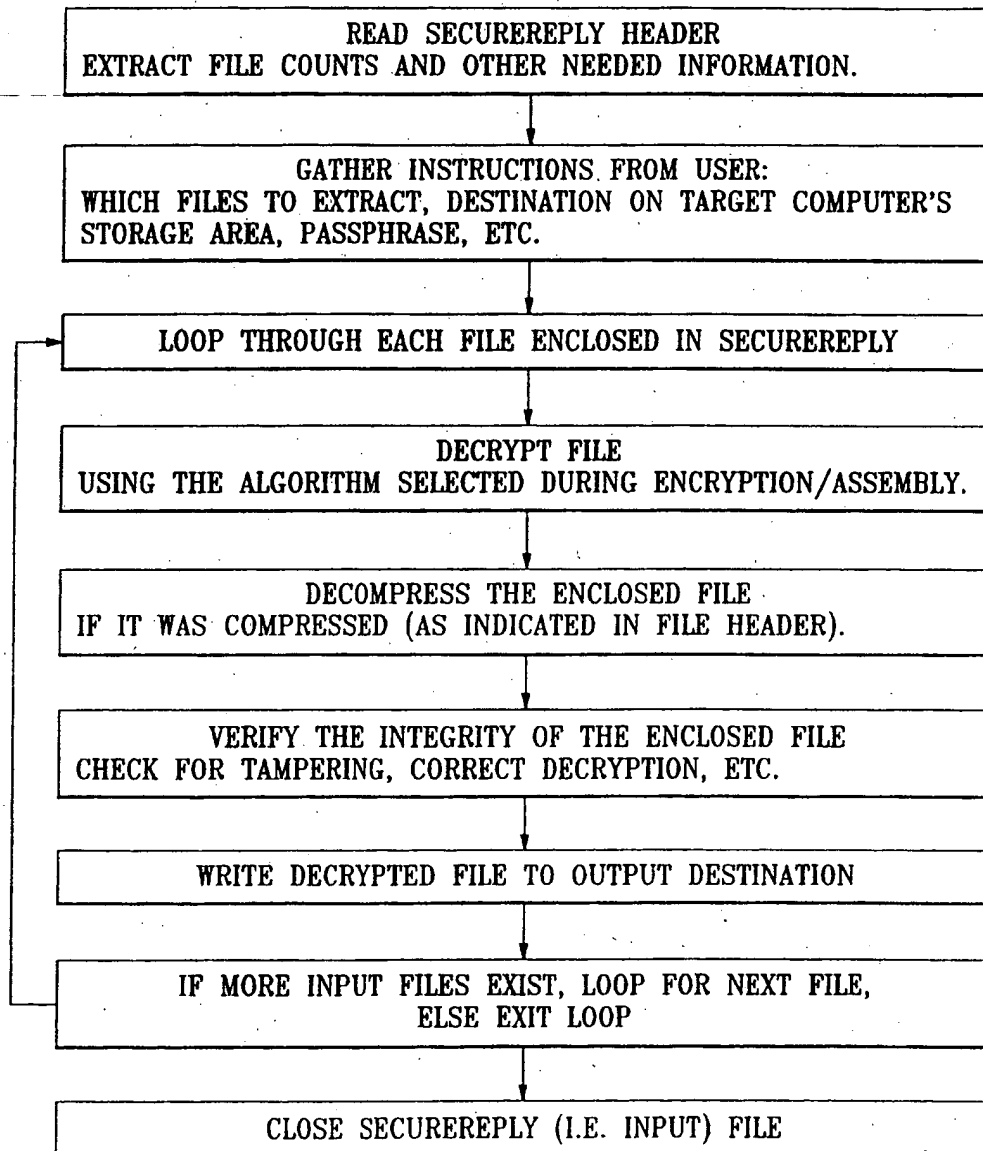 READ SECUREREPLY HEADER
EXTRACT FILE COUNTS AND OTHER NEEDED INFORMATION.
GATHER INSTRUCTIONS FROM USER:
WHICH FILES TO EXTRACT, DESTINATION ON TARGET COMPUTER'S
STORAGE AREA, PASSPHRASE, ETC.
LOOP THROUGH EACH FILE ENCLOSED IN SECUREREPLY
DECRYPT FILE
USING THE ALGORITHM SELECTED DURING ENCRYPTION/ASSEMBLY.
DECOMPRESS THE ENCLOSED FILE
IF IT WAS COMPRESSED (AS INDICATED IN FILE HEADER).
VERIFY THE INTEGRITY OF THE ENCLOSED FILE
CHECK FOR TAMPERING, CORRECT DECRYPTION, ETC.
WRITE DECRYPTED FILE TO OUTPUT DESTINATION
IF MORE INPUT FILES EXIST, LOOP FOR NEXT FILE,
ELSE EXIT LOOP
CLOSE SECUREREPLY (I.E. INPUT) FILE